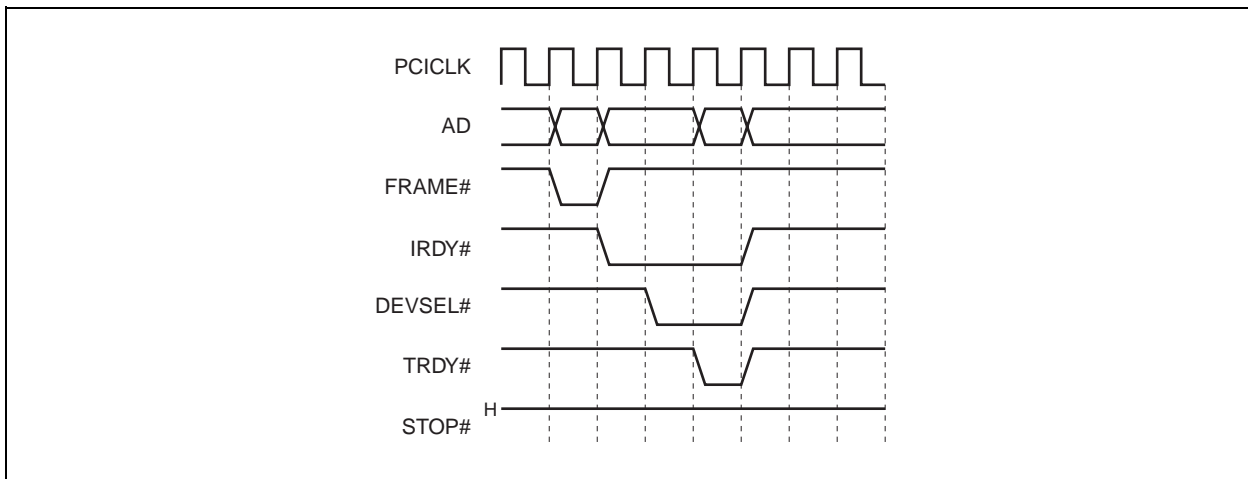 PCICLK
AD
FRAME#
IRDY#
DEVSEL#
TRDY#
H
STOP#